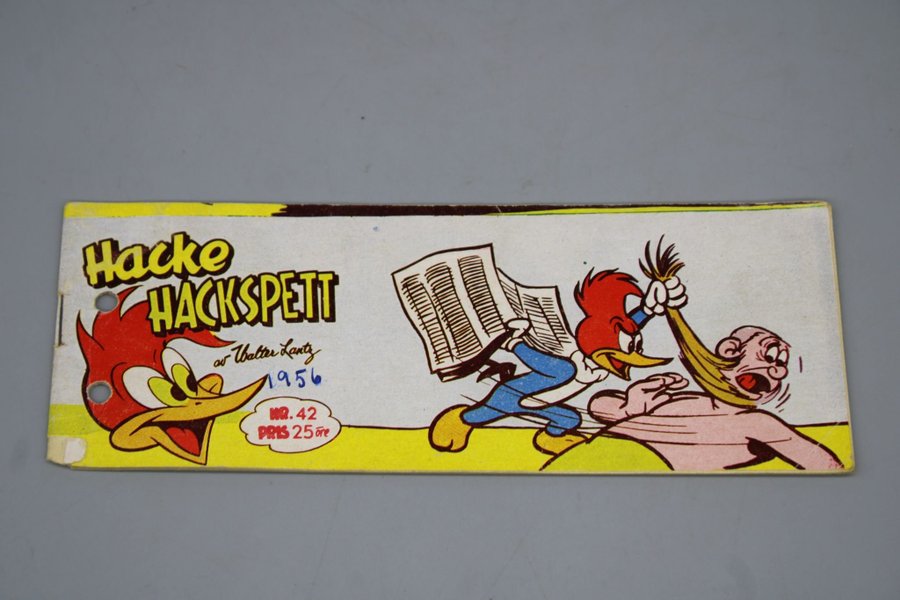 Hacke
HACKSPETT
av Walter Lantz
1956
NR. 42
PRIS 25 öre